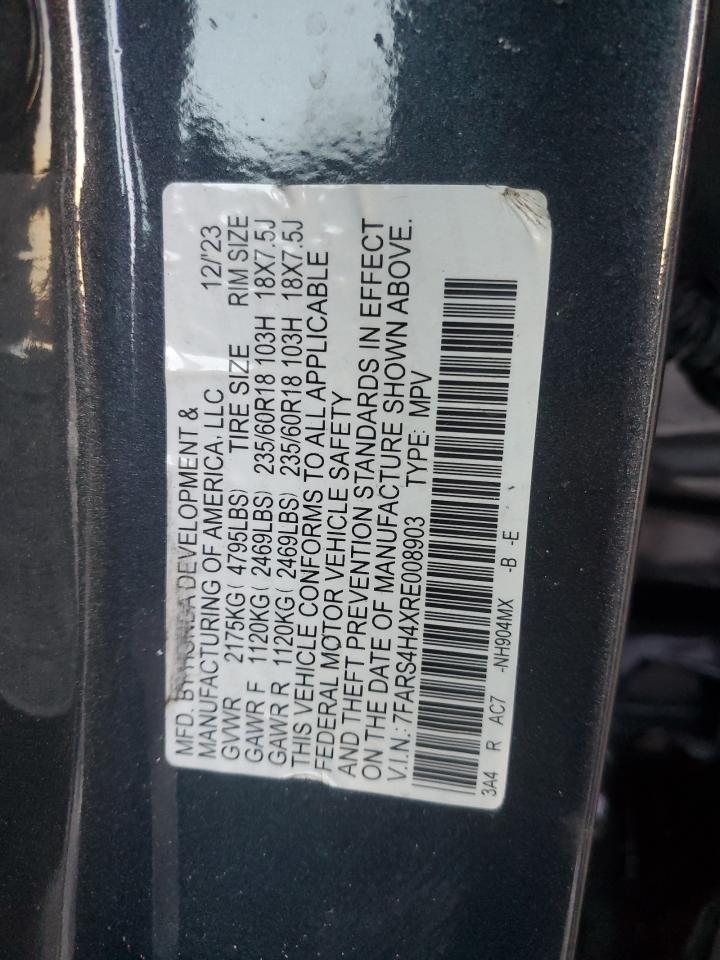 MFD. BY HONDA DEVELOPMENT &
MANUFACTURING OF AMERICA, LLC 12/'23
GVWR 2175KG( 4795LBS) TIRE SIZE RIM SIZE
GAWR F 1120KG( 2469LBS) 235/60R18 103H 18X7.5J
GAWR R 1120KG( 2469LBS) 235/60R18 103H 18X7.5J
THIS VEHICLE CONFORMS TO ALL APPLICABLE
FEDERAL MOTOR VEHICLE SAFETY
AND THEFT PREVENTION STANDARDS IN EFFECT
ON THE DATE OF MANUFACTURE SHOWN ABOVE.
V.I.N.: 7FARS4H4XRE008903 TYPE: MPV
3A4 R AC7 -NH904MX -B -E